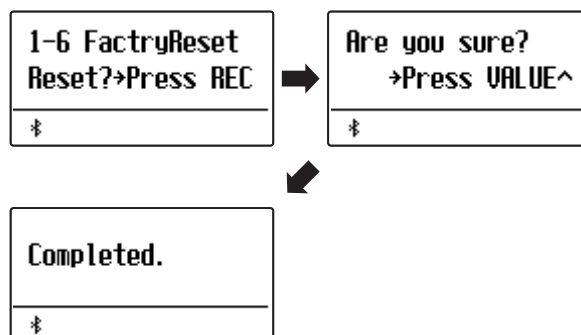 1-6 FactryReset
Reset?→Press REC
Are you sure?
→Press VALUE^
Completed.